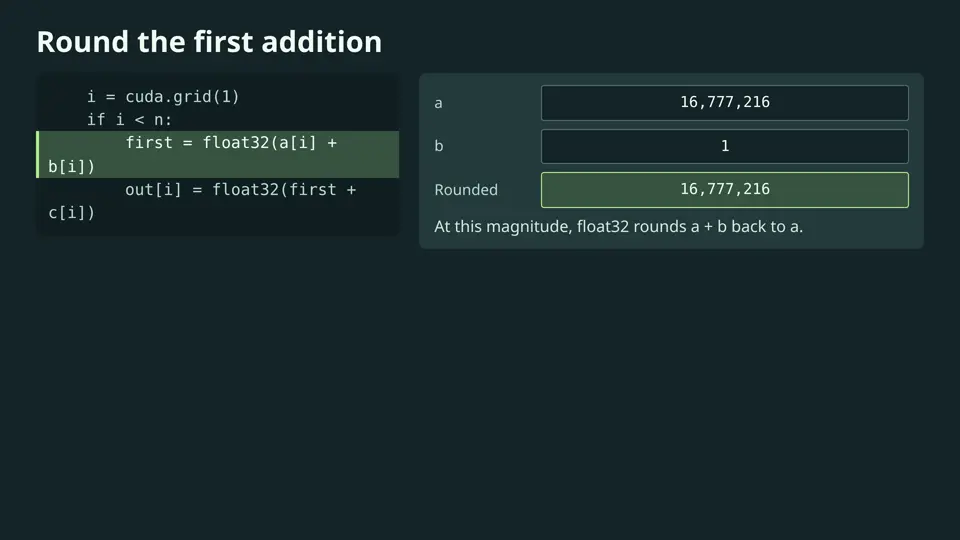 Round the first addition
i = cuda.grid(1)
if i < n:
first = float32(a[i] +
b[i])
out[i] = float32(first +
c[i])
a
16,777,216
b
1
Rounded
16,777,216
At this magnitude, float32 rounds a + b back to a.